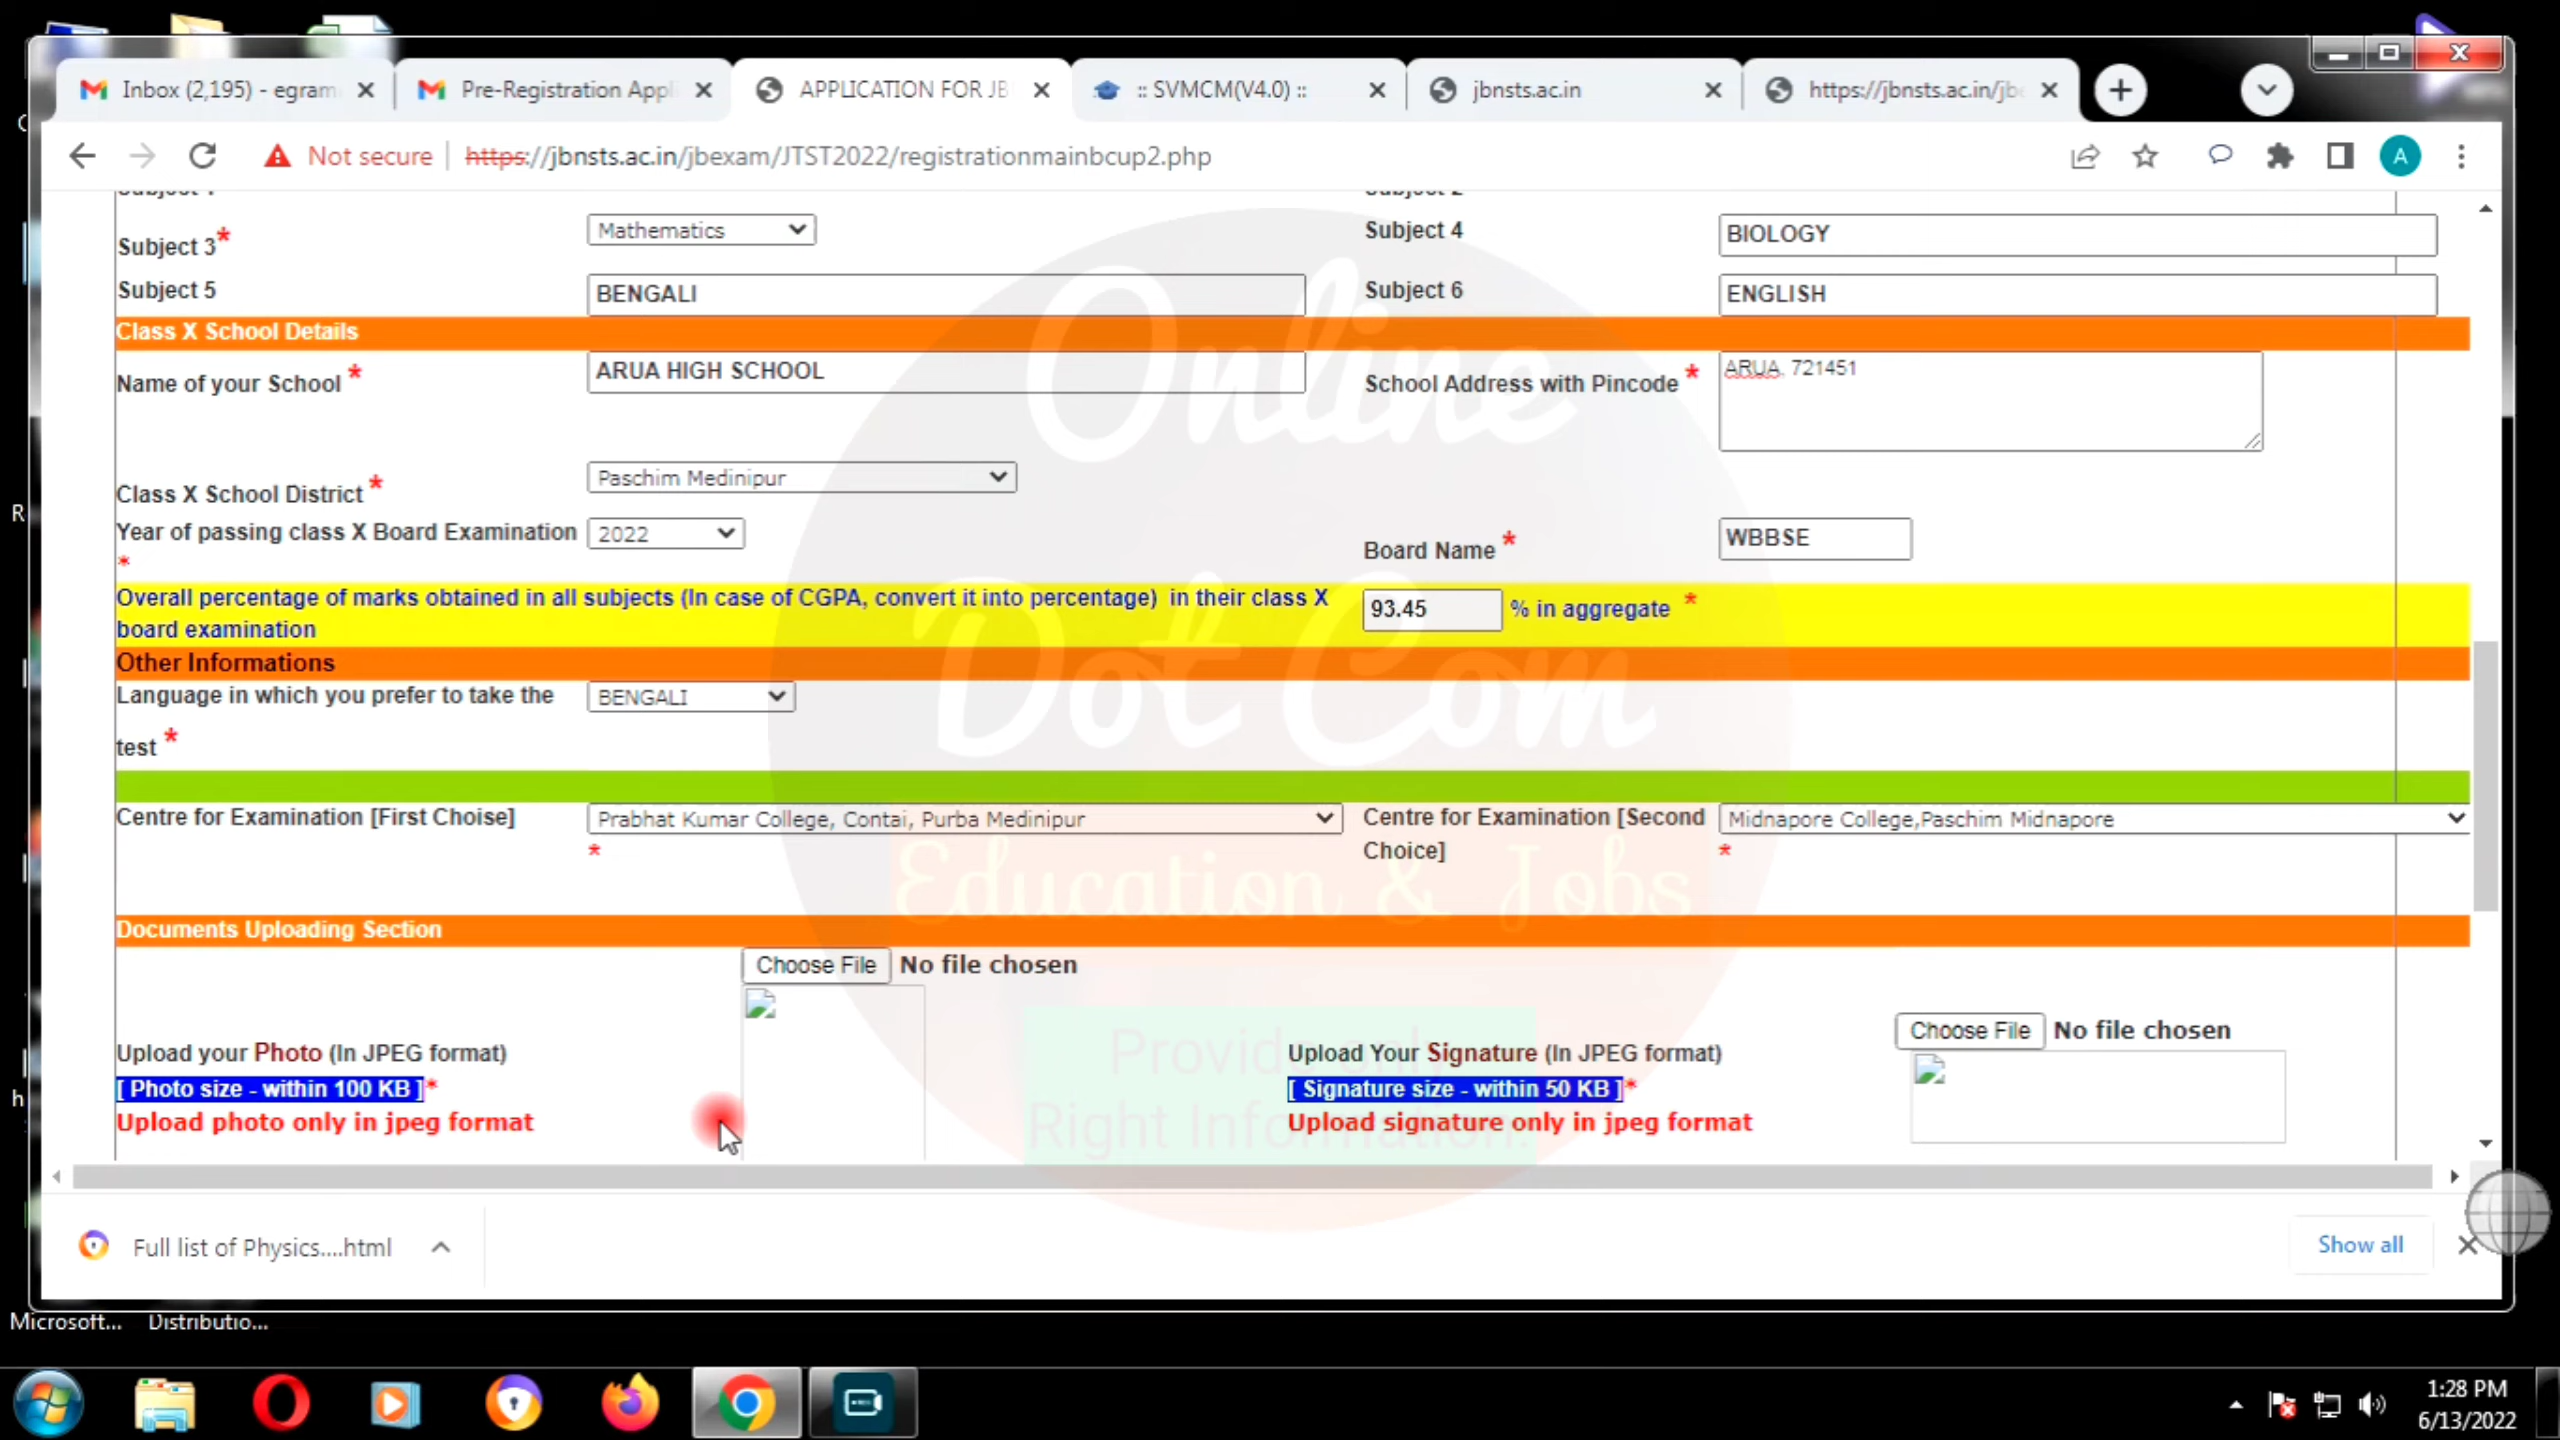 Inbox (2,195) - egram
Pre-Registration Appl
APPLICATION FOR JB
:: SVMCM(V4.0) ::
jbnsts.ac.in
https://jbnsts.ac.in/jb
Not secure
https://jbnsts.ac.in/jbexam/JTST2022/registrationmainbcup2.php
A
Subject 3*
Mathematics
Subject 4
BIOLOGY
Subject 5
BENGALI
Subject 6
ENGLISH
Class X School Details
Name of your School *
ARUA HIGH SCHOOL
School Address with Pincode *
ARUA. 721451
Class X School District *
Paschim Medinipur
Year of passing class X Board Examination
*
2022
Board Name *
WBBSE
Overall percentage of marks obtained in all subjects (In case of CGPA, convert it into percentage) in their class X
board examination
93.45
% in aggregate *
Other Informations
Language in which you prefer to take the
test *
BENGALI
Centre for Examination [First Choise]
Prabhat Kumar College, Contai, Purba Medinipur
*
Centre for Examination [Second
Choice]
Midnapore College,Paschim Midnapore
*
Documents Uploading Section
Choose File No file chosen
Upload your Photo (In JPEG format)
[ Photo size - within 100 KB ]*
Upload photo only in jpeg format
Upload Your Signature (In JPEG format)
[ Signature size - within 50 KB ]*
Upload signature only in jpeg format
Choose File No file chosen
Online
Dot Com
Education & Jobs
Provide only
Right Information.
Full list of Physics....html
Show all
Microsoft...
Distributio...
1:28 PM
6/13/2022